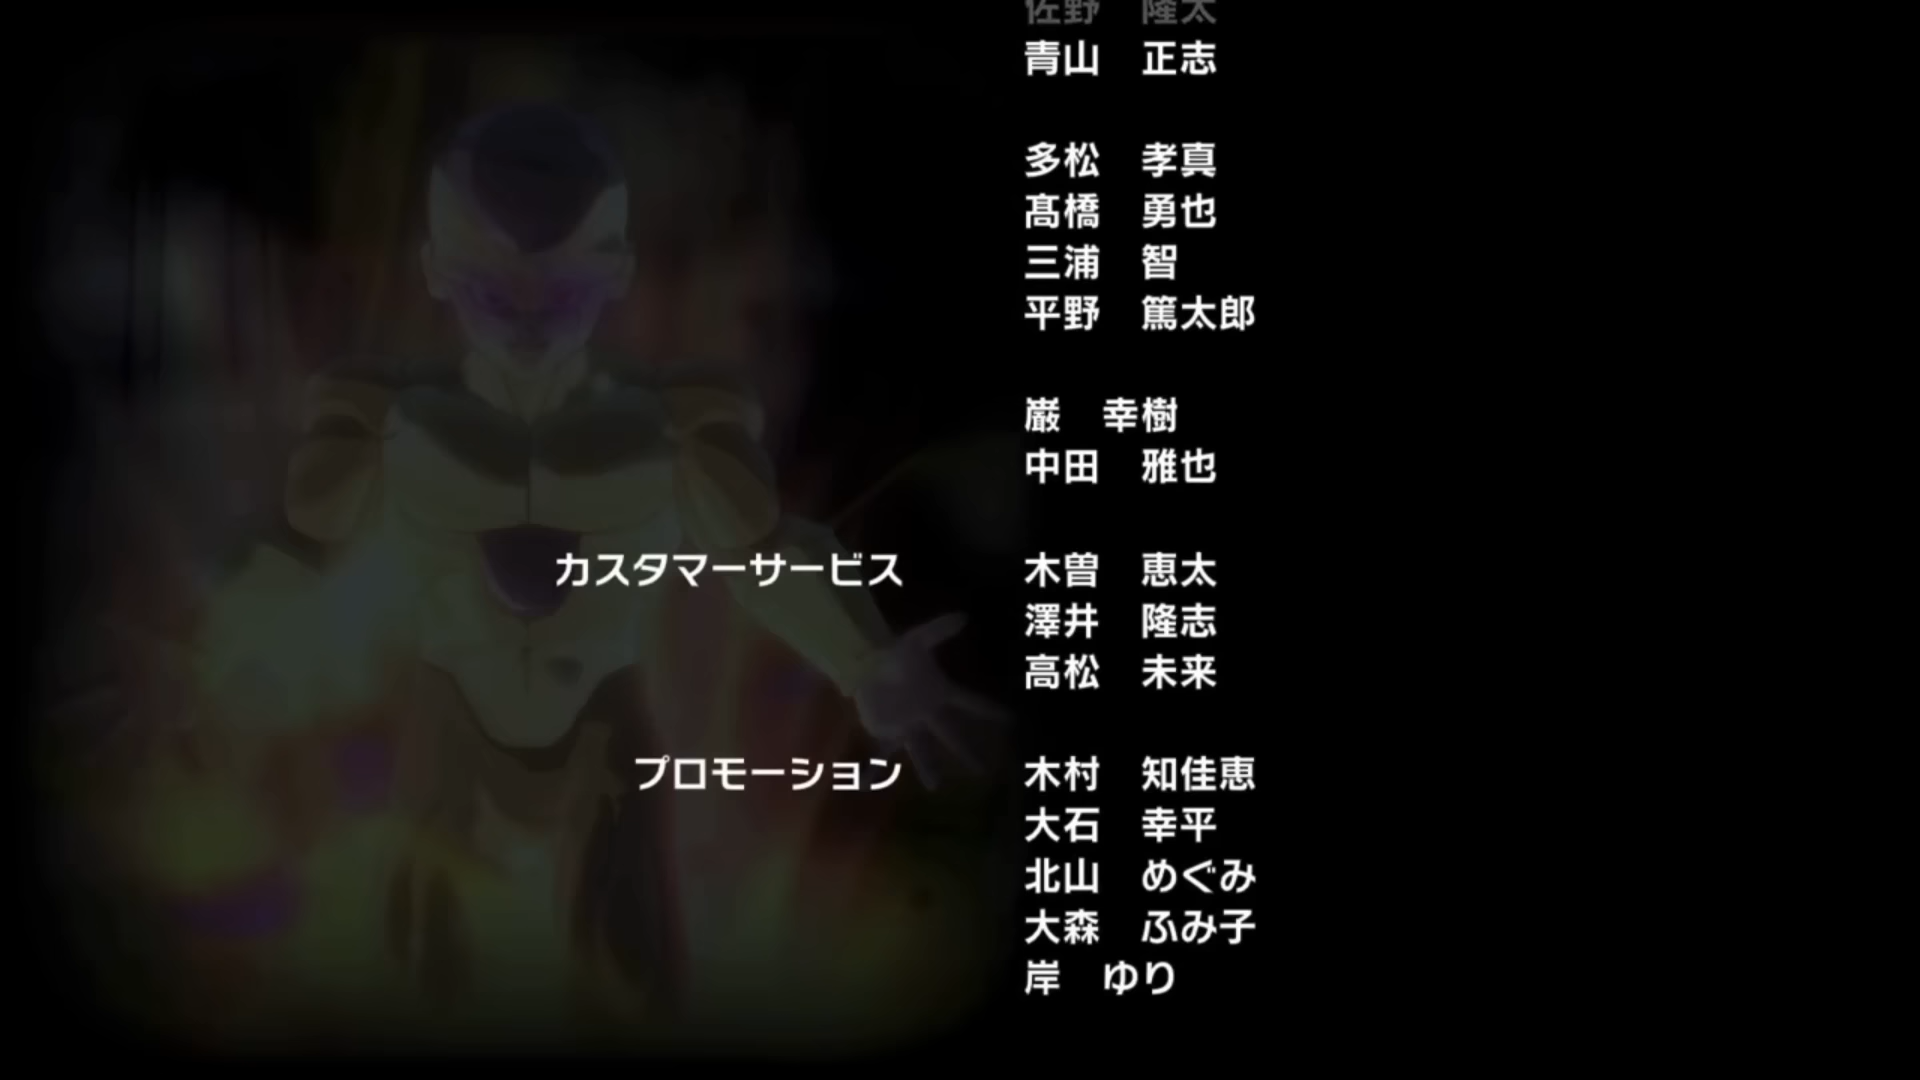 佐野　隆太
青山　正志
多松　孝真
髙橋　勇也
三浦　智
平野　篤太郎
巌　幸樹
中田　雅也
カスタマーサービス　木曽　恵太
澤井　隆志
高松　未来
プロモーション　木村　知佳恵
大石　幸平
北山　めぐみ
大森　ふみ子
岸　ゆり